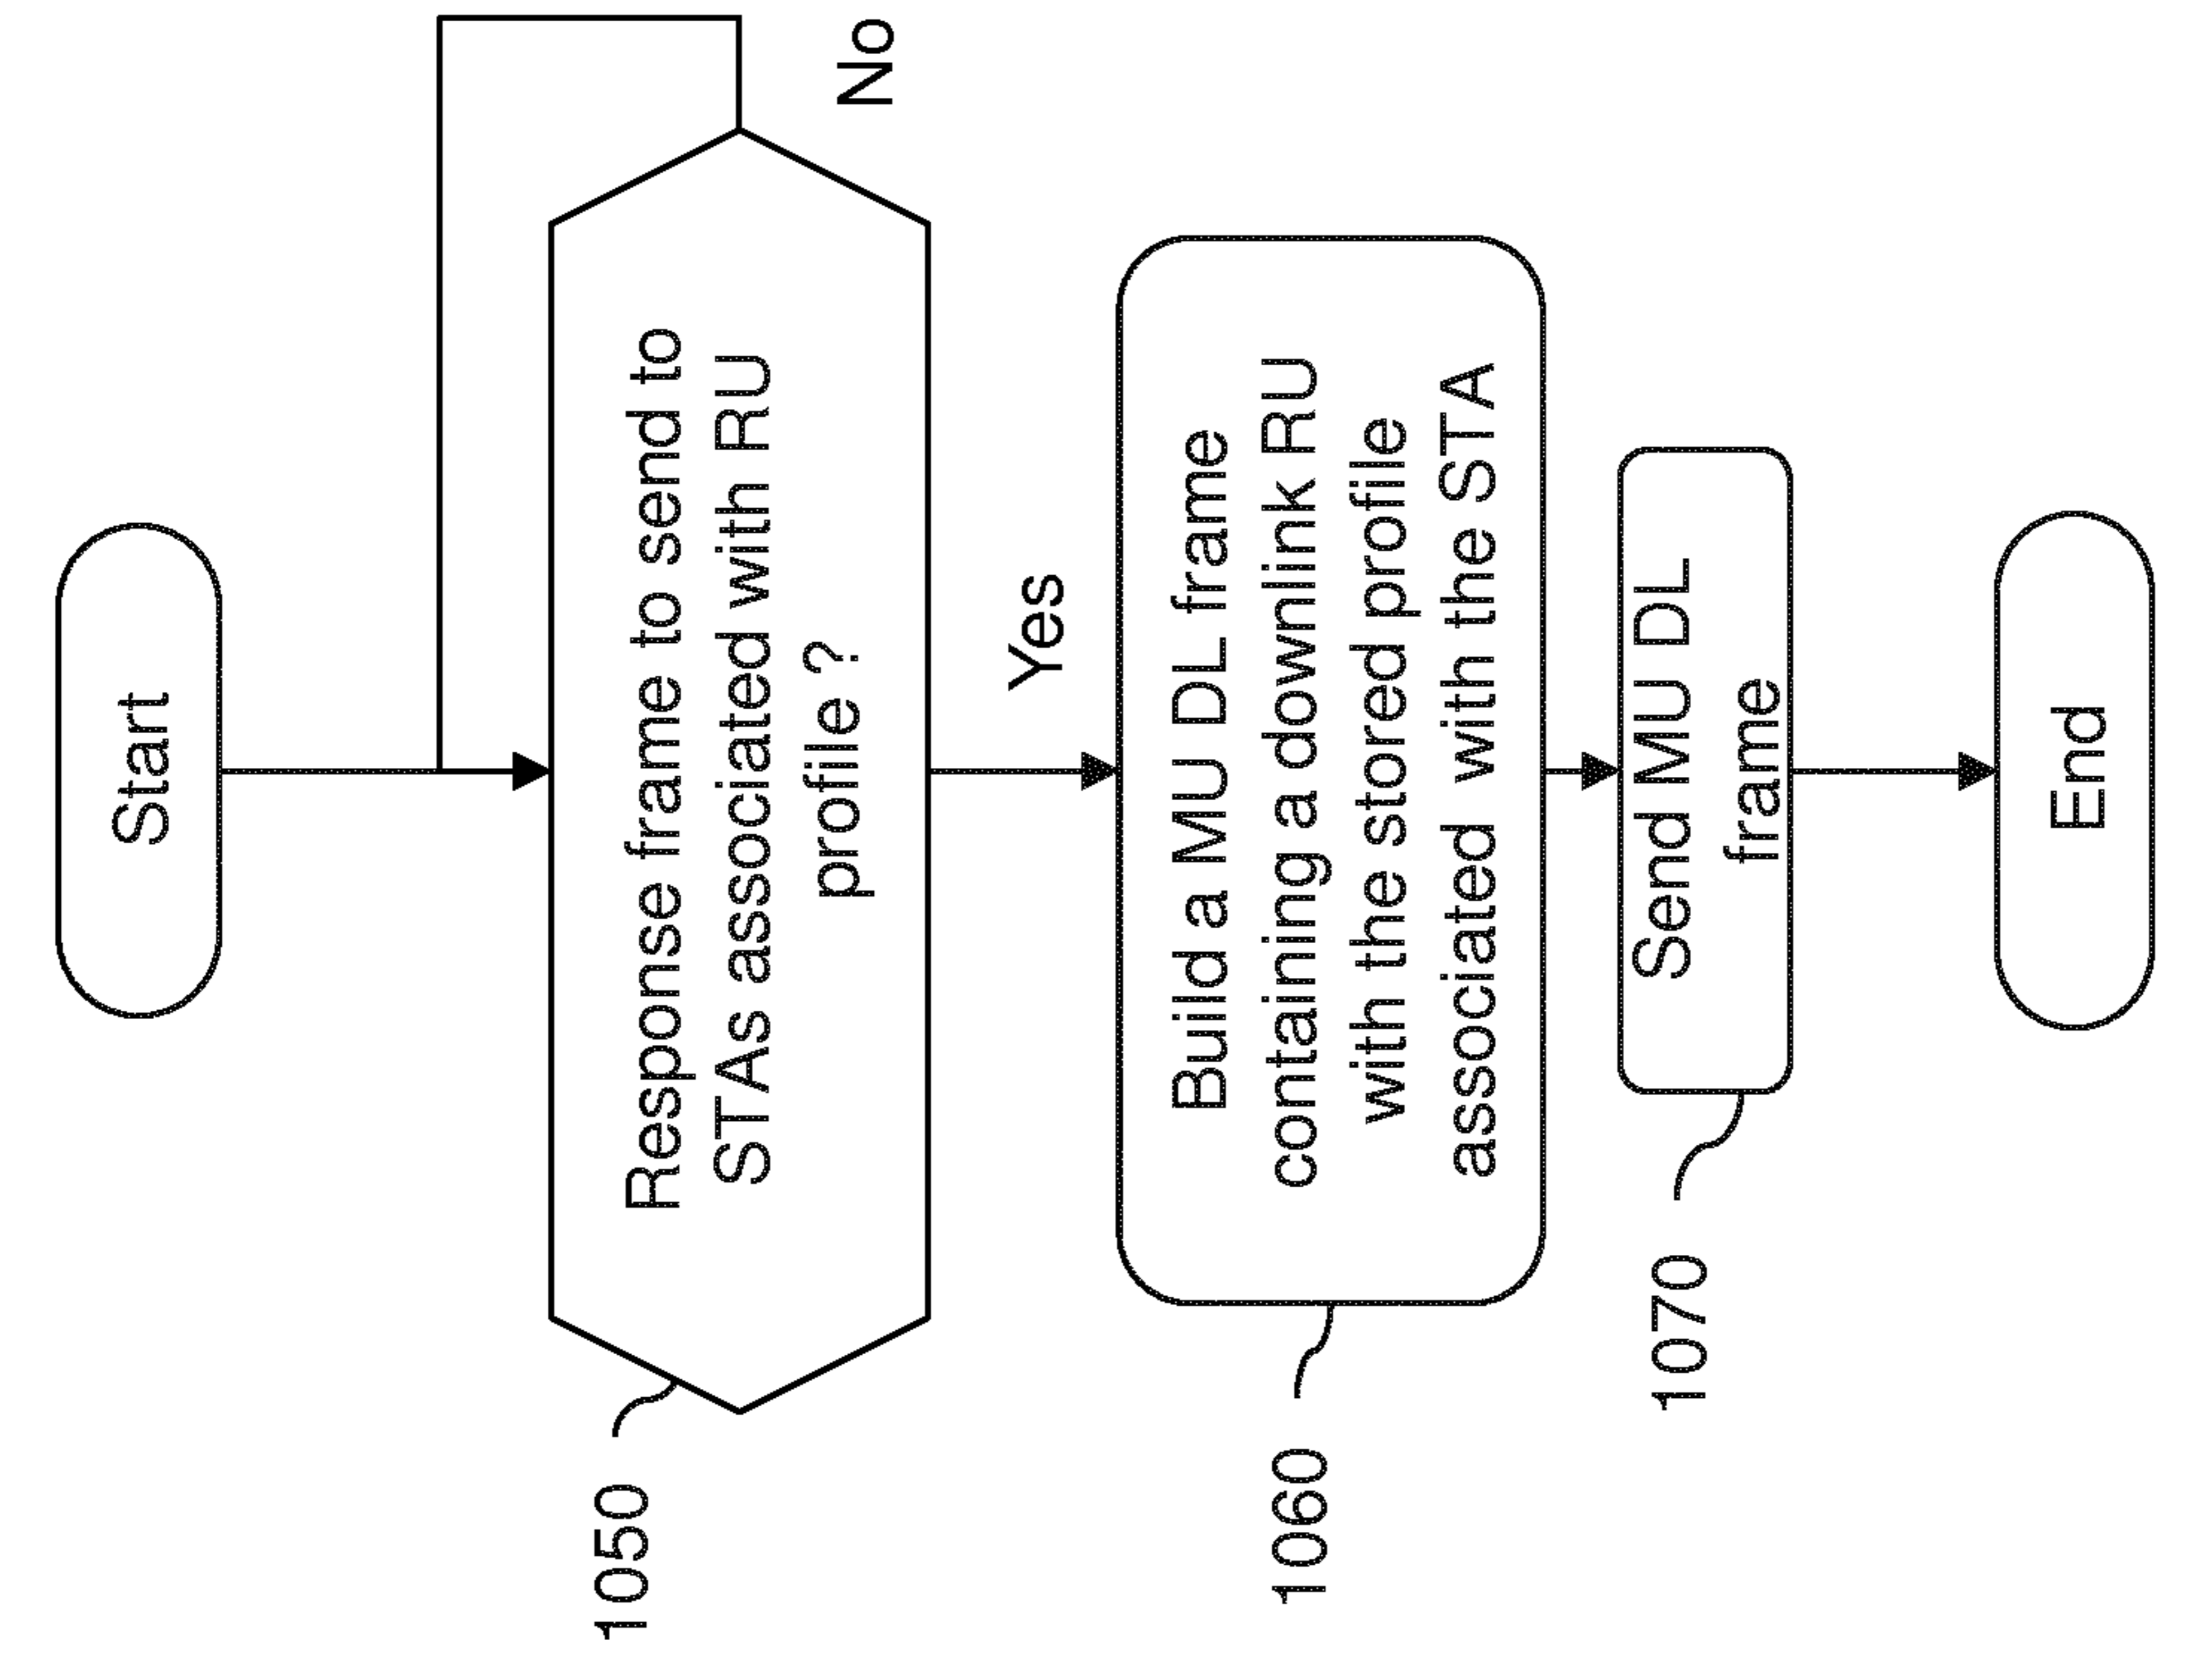 Start
No
1050
Response frame to send to
STAs associated with RU
profile ?
Yes
1060
Build a MU DL frame
containing a downlink RU
with the stored profile
associated with the STA
1070
Send MU DL
frame
End